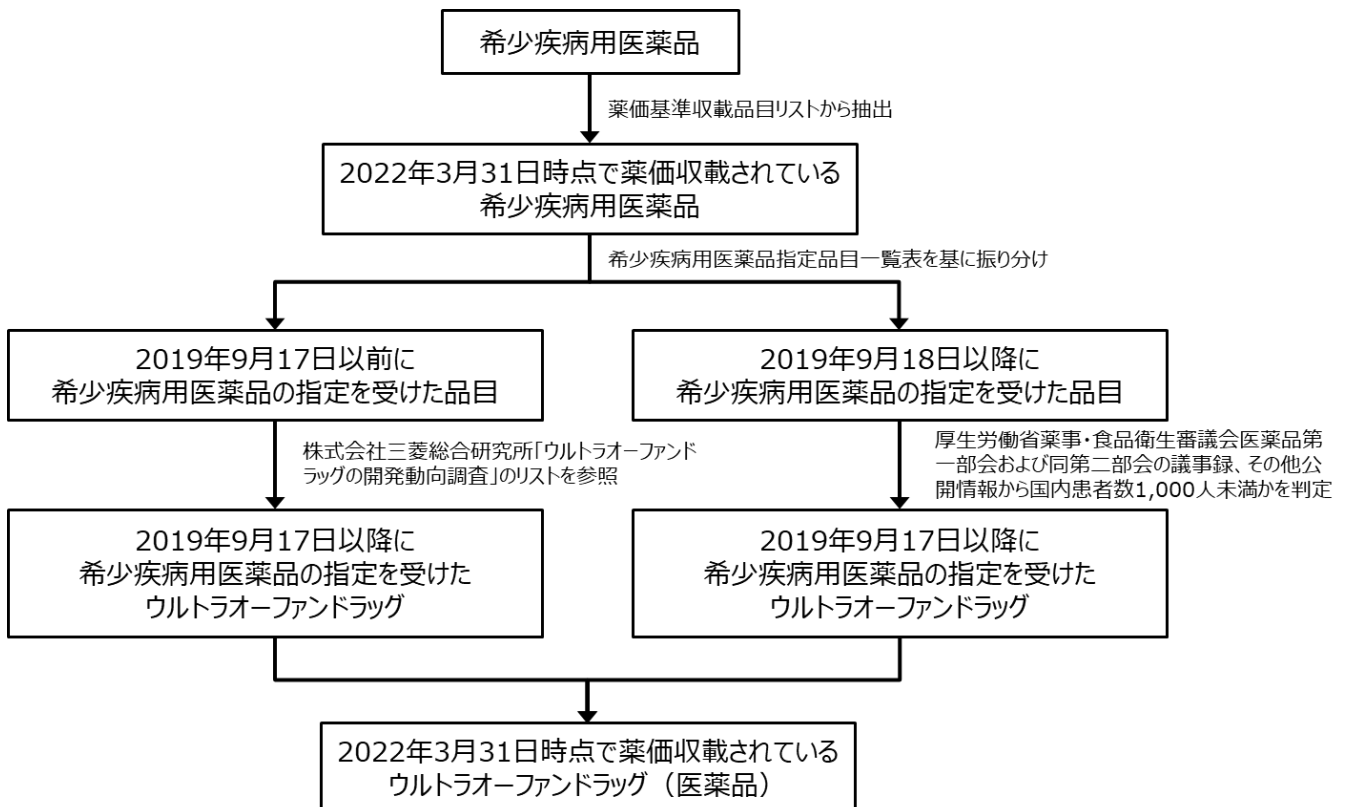 希少疾病用医薬品
薬価基準収載品目リストから抽出
2022年3月31日時点で薬価収載されている
希少疾病用医薬品
希少疾病用医薬品指定品目一覧表を基に振り分け
2019年9月17日以前に
希少疾病用医薬品の指定を受けた品目
2019年9月18日以降に
希少疾病用医薬品の指定を受けた品目
株式会社三菱総合研究所「ウルトラオーファンド
ラッグの開発動向調査」のリストを参照
厚生労働省薬事・食品衛生審議会医薬品第
一部会および同第二部会の議事録、その他公
開情報から国内患者数1,000人未満かを判定
2019年9月17日以降に
希少疾病用医薬品の指定を受けた
ウルトラオーファンドラッグ
2019年9月17日以降に
希少疾病用医薬品の指定を受けた
ウルトラオーファンドラッグ
2022年3月31日時点で薬価収載されている
ウルトラオーファンドラッグ（医薬品）